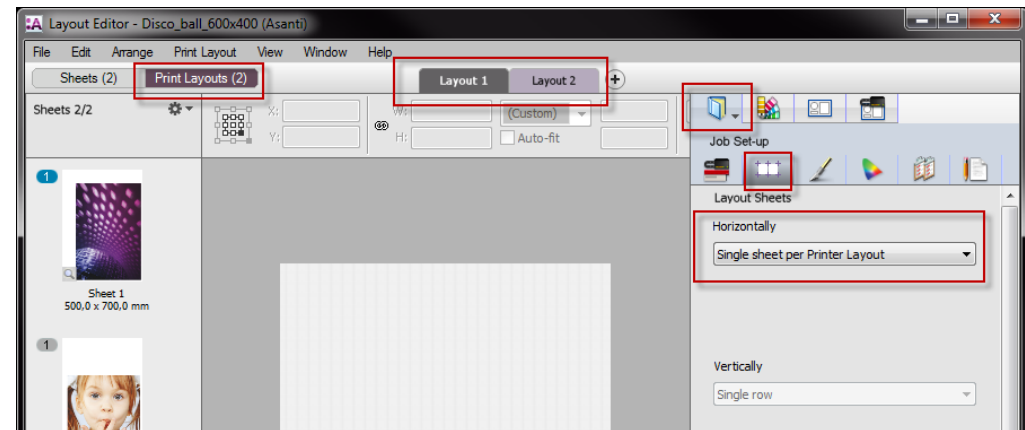 :A Layout Editor - Disco_ball_600x400 (Asanti)
File Edit Arrange Print Layout View Window Help
Sheets (2) Print Layouts (2) Layout 1 Layout 2 +
Sheets 2/2
X: W: (Custom)
Y: H: Auto-fit
Job Set-up
Layout Sheets
Horizontally
Single sheet per Printer Layout
1
Sheet 1
500,0 x 700,0 mm
1
Vertically
Single row